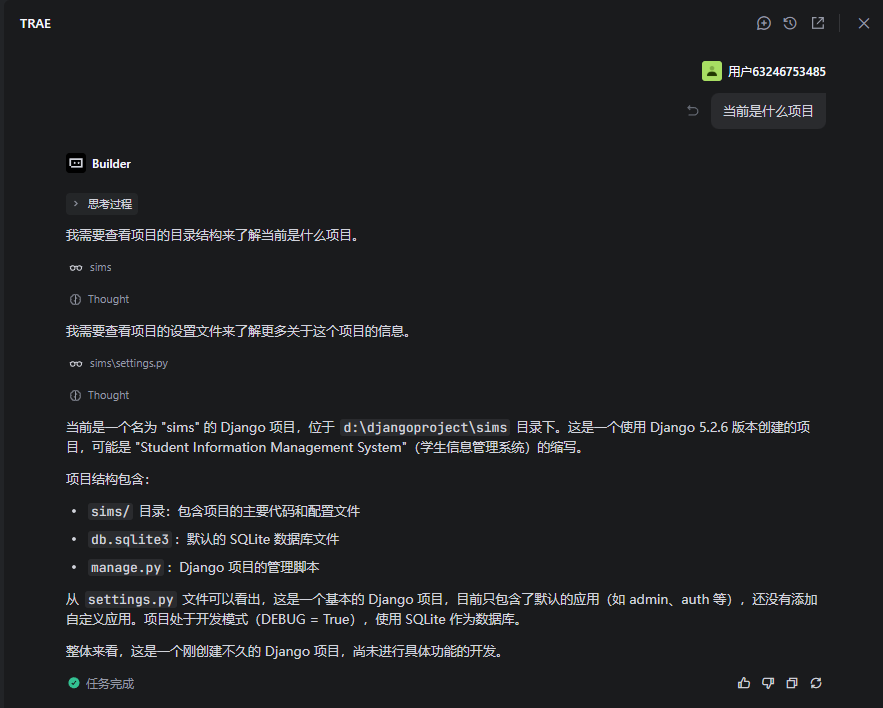 TRAE
用户63246753485
当前是什么项目
Builder
思考过程
我需要查看项目的目录结构来了解当前是什么项目。
sims
Thought
我需要查看项目的设置文件来了解更多关于这个项目的信息。
sims\settings.py
Thought
当前是一个名为 "sims" 的 Django 项目，位于 d:\djangoproject\sims 目录下。这是一个使用 Django 5.2.6 版本创建的项
目，可能是 "Student Information Management System"（学生信息管理系统）的缩写。
项目结构包含：
• sims/ 目录：包含项目的主要代码和配置文件
• db.sqlite3 ：默认的 SQLite 数据库文件
• manage.py ：Django 项目的管理脚本
从 settings.py 文件可以看出，这是一个基本的 Django 项目，目前只包含了默认的应用（如 admin、auth 等），还没有添加
自定义应用。项目处于开发模式（DEBUG = True），使用 SQLite 作为数据库。
整体来看，这是一个刚创建不久的 Django 项目，尚未进行具体功能的开发。
任务完成